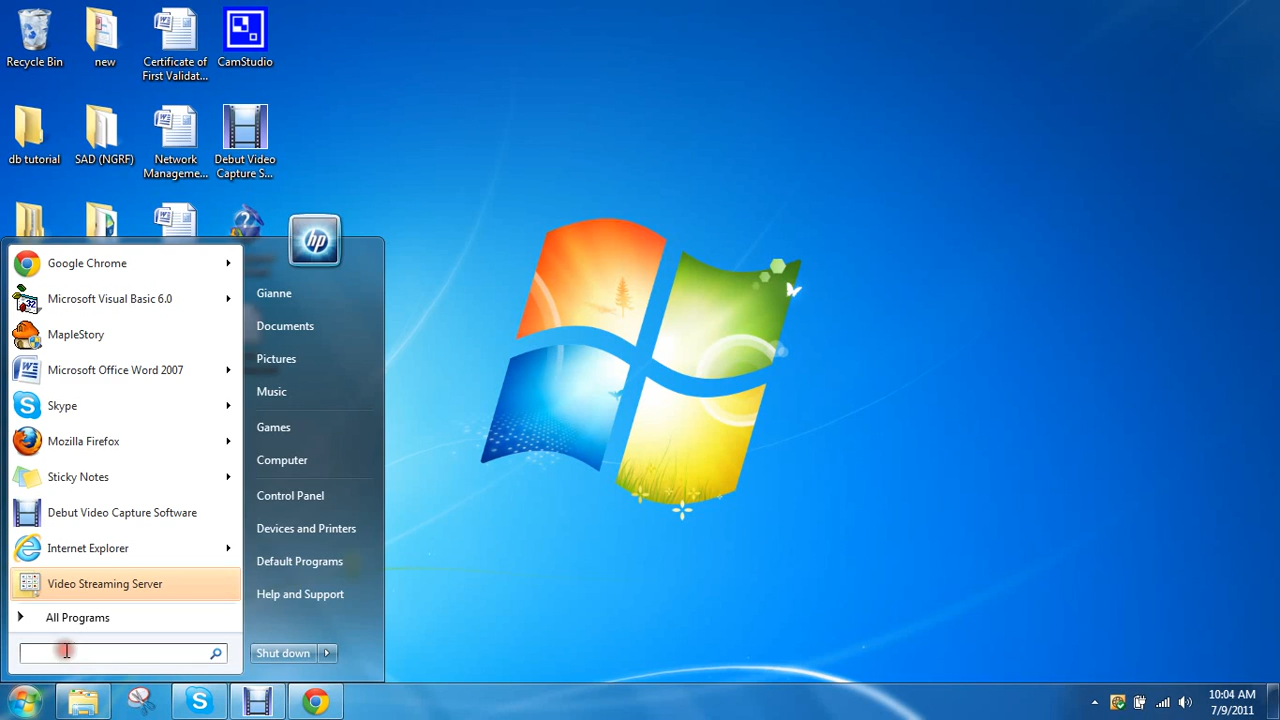 Recycle Bin
new
Certificate of
First Validat...
CamStudio
db tutorial
SAD (NGRF)
Network
Manageme...
Debut Video
Capture S...
hp
Google Chrome
Microsoft Visual Basic 6.0
MapleStory
Microsoft Office Word 2007
Skype
Mozilla Firefox
Sticky Notes
Debut Video Capture Software
Internet Explorer
Video Streaming Server
All Programs
Gianne
Documents
Pictures
Music
Games
Computer
Control Panel
Devices and Printers
Default Programs
Help and Support
Shut down
10:04 AM
7/9/2011